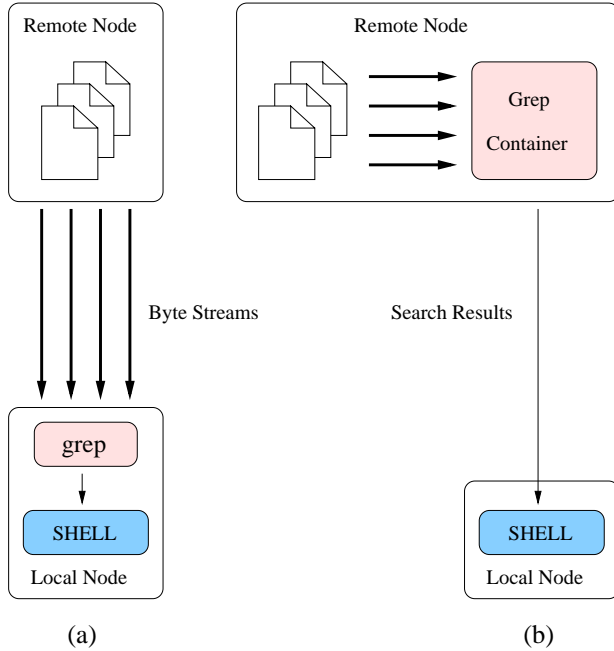 Remote Node
Byte Streams
grep
SHELL
Local Node
(a)
Remote Node
Grep
Container
Search Results
SHELL
Local Node
(b)